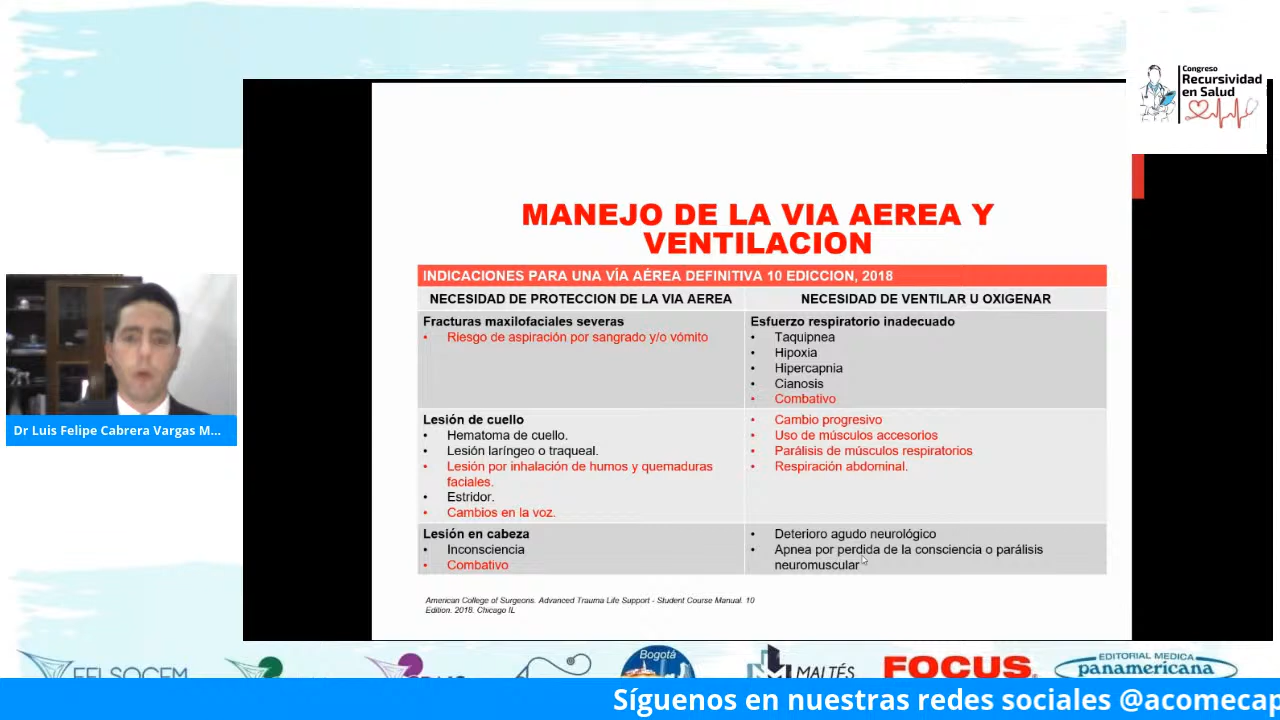 Congreso
Recursividad
en Salud
MANEJO DE LA VIA AEREA Y
VENTILACION
INDICACIONES PARA UNA VÍA AÉREA DEFINITIVA 10 EDICCION, 2018
NECESIDAD DE PROTECCION DE LA VIA AEREA
NECESIDAD DE VENTILAR U OXIGENAR
Fracturas maxilofaciales severas
• Riesgo de aspiración por sangrado y/o vómito
Esfuerzo respiratorio inadecuado
• Taquipnea
• Hipoxia
• Hipercapnia
• Cianosis
• Combativo
Lesión de cuello
• Hematoma de cuello.
• Lesión laríngeo o traqueal.
• Lesión por inhalación de humos y quemaduras
faciales.
• Estridor.
• Cambios en la voz.
• Cambio progresivo
• Uso de músculos accesorios
• Parálisis de músculos respiratorios
• Respiración abdominal.
Lesión en cabeza
• Inconsciencia
• Combativo
• Deterioro agudo neurológico
• Apnea por perdida de la consciencia o parálisis
neuromuscular
American College of Surgeons. Advanced Trauma Life Support - Student Course Manual. 10
Edition. 2018. Chicago IL
Dr Luis Felipe Cabrera Vargas M...
Bogotá
MALTÉS
FOCUS
EDITORIAL MEDICA
panamericana
Síguenos en nuestras redes sociales @acomecap